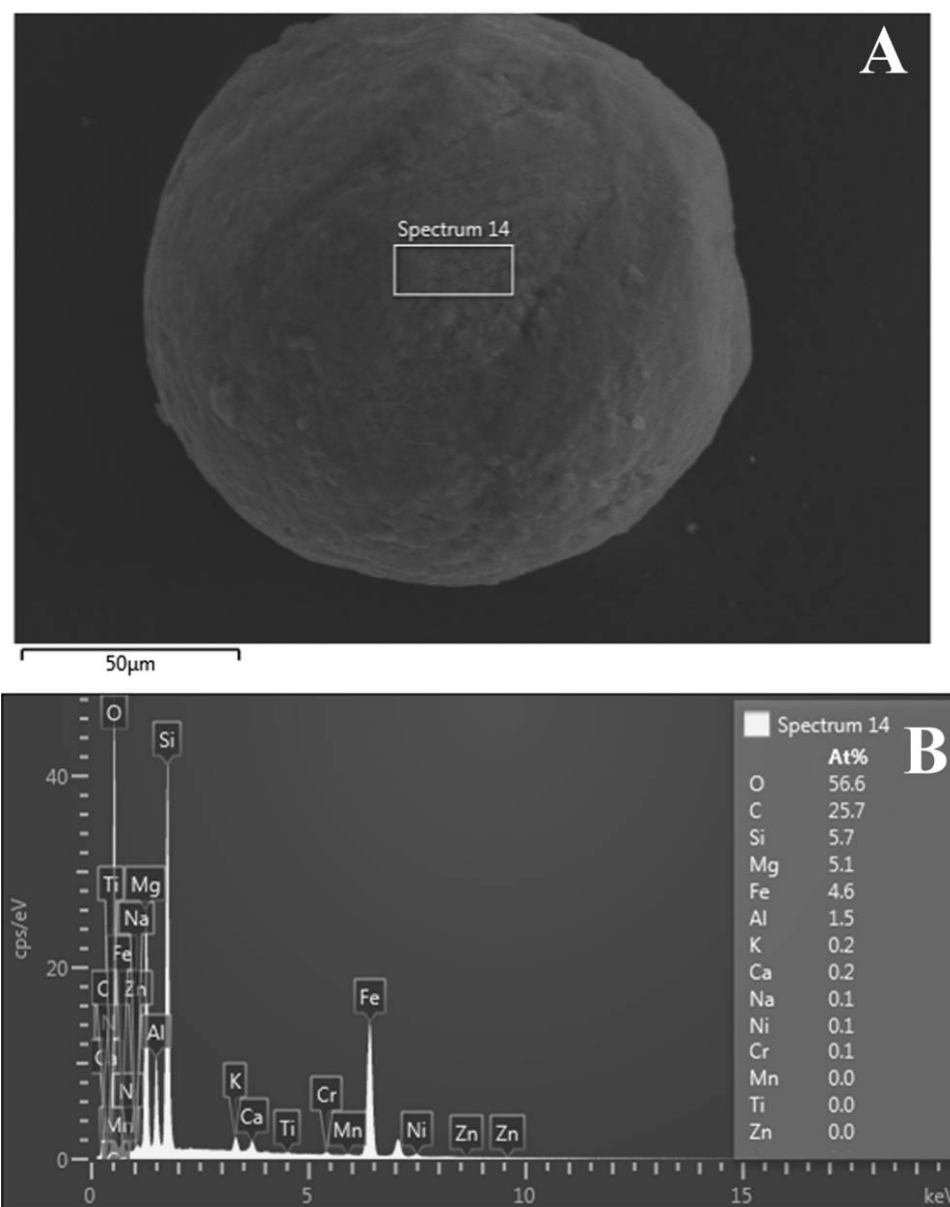 A
Spectrum 14
50µm
B
Spectrum 14
At%
O 56.6
C 25.7
Si 5.7
Mg 5.1
Fe 4.6
Al 1.5
K 0.2
Ca 0.2
Na 0.1
Ni 0.1
Cr 0.1
Mn 0.0
Ti 0.0
Zn 0.0
cps/eV
40
20
0
O
Si
Ti
Mg
Na
Fe
C
Zn
N
Al
Ca
N
Mn
K
Ca
Ti
Cr
Mn
Fe
Ni
Zn
Zn
0
5
10
15
keV